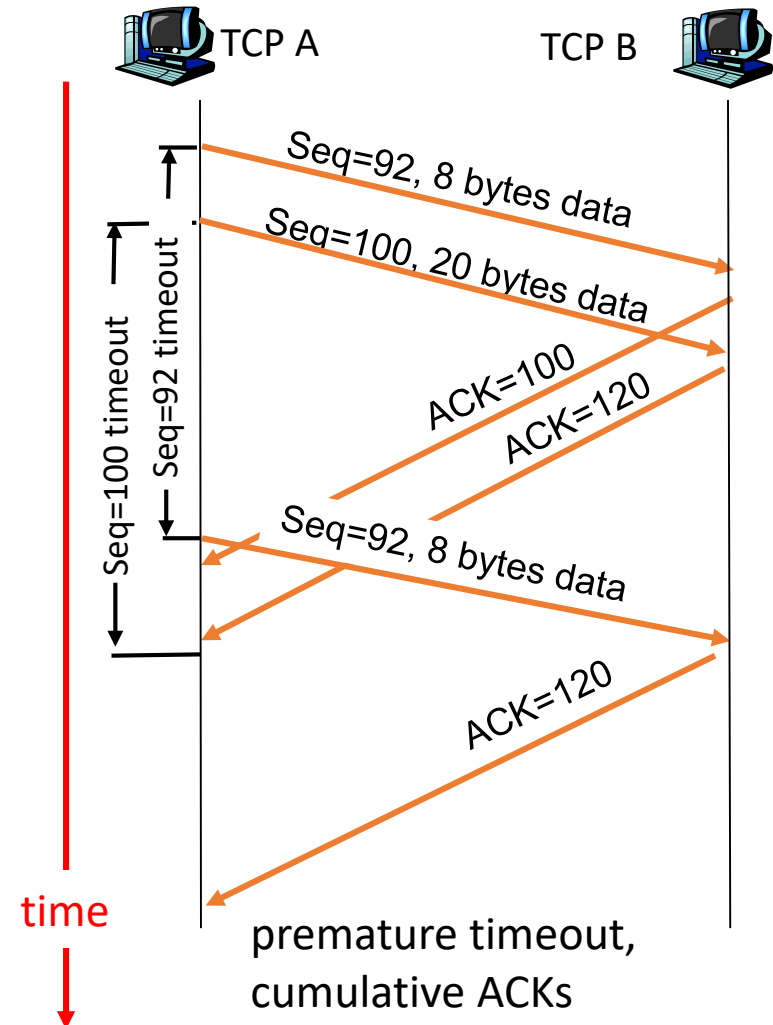 TCP A
TCP B
Seq=92, 8 bytes data
Seq=100, 20 bytes data
Seq=100 timeout
Seq=92 timeout
ACK=100
ACK=120
Seq=92, 8 bytes data
ACK=120
time
premature timeout,
cumulative ACKs